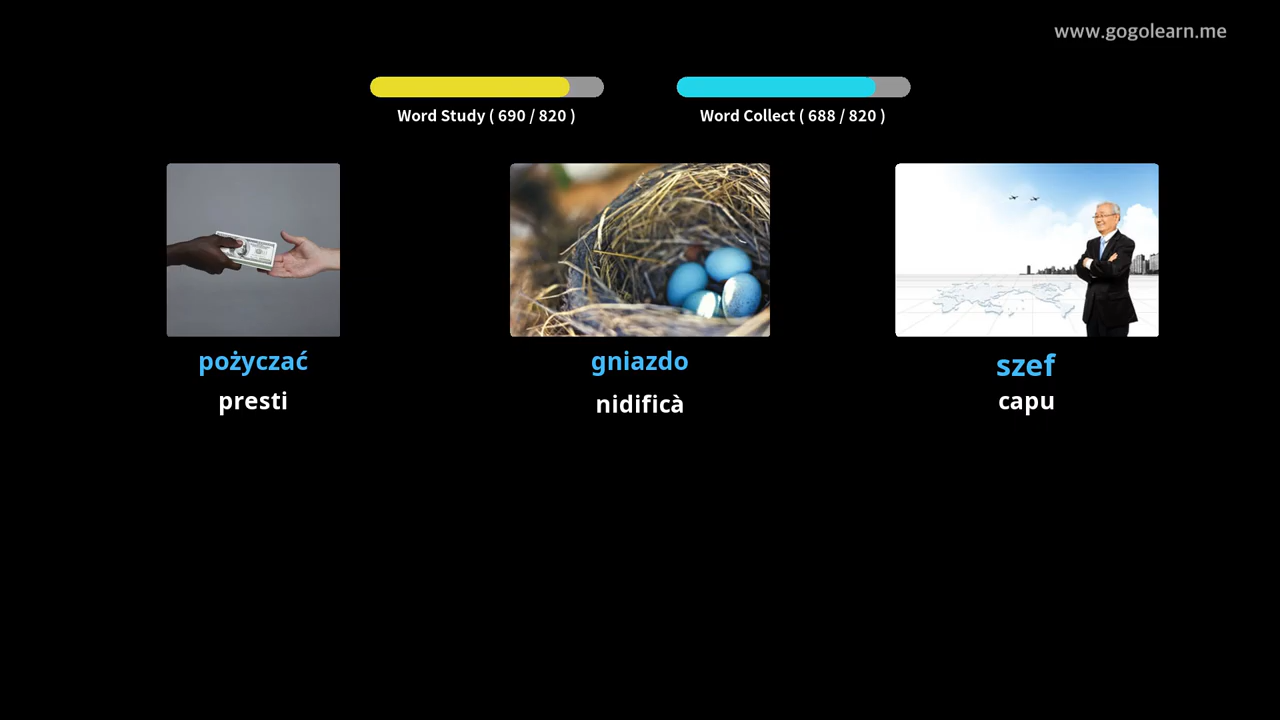 www.gogolearn.me
Word Study ( 690 / 820 )
Word Collect ( 688 / 820 )
pożyczać
presti
gniazdo
nidificà
szef
capu